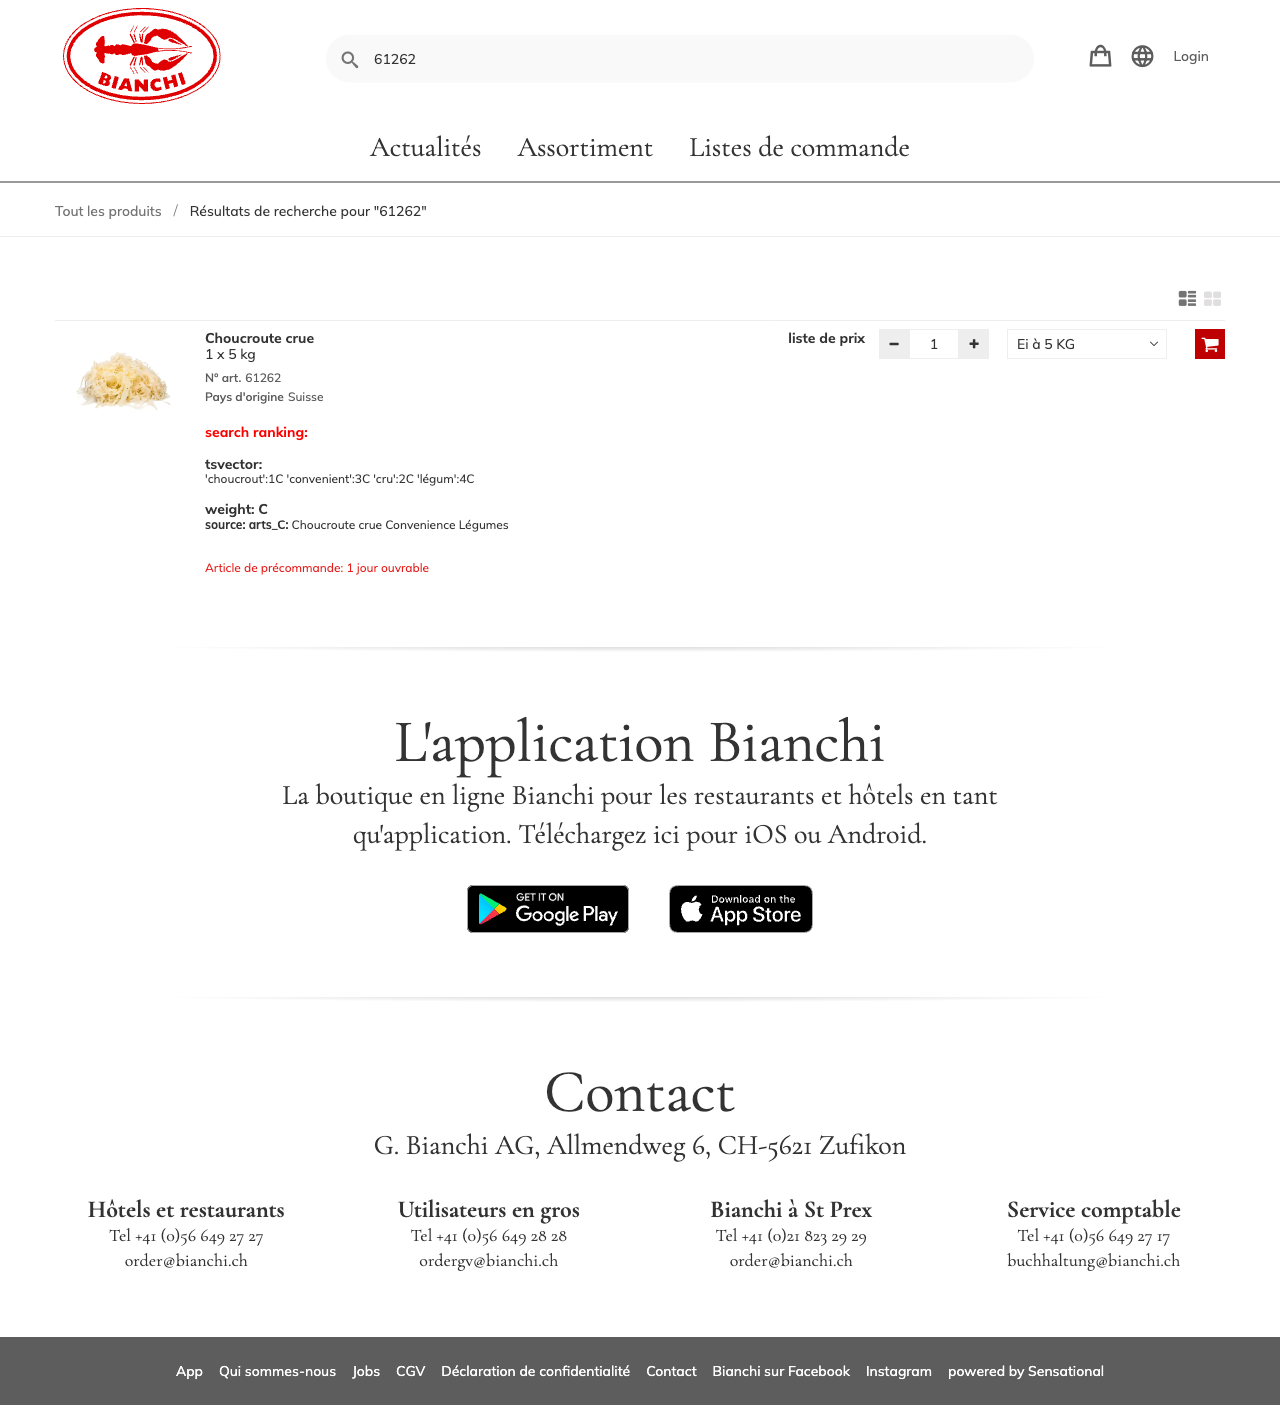 BIANCHI
61262
Login
Actualités Assortiment Listes de commande
Tout les produits / Résultats de recherche pour "61262"
Choucroute crue
liste de prix
1
Ei à 5 KG
1 x 5 kg
N° art. 61262
Pays d'origine Suisse
search ranking:
tsvector:
'choucrout':1C 'convenient':3C 'cru':2C 'légum':4C
weight: C
source: arts_C: Choucroute crue Convenience Légumes
Article de précommande: 1 jour ouvrable
L'application Bianchi
La boutique en ligne Bianchi pour les restaurants et hôtels en tant
qu'application. Téléchargez ici pour iOS ou Android.
GET IT ON
Google Play
Download on the
App Store
Contact
G. Bianchi AG, Allmendweg 6, CH-5621 Zufikon
Hôtels et restaurants
Tel +41 (0)56 649 27 27
order@bianchi.ch
Utilisateurs en gros
Tel +41 (0)56 649 28 28
ordergv@bianchi.ch
Bianchi à St Prex
Tel +41 (0)21 823 29 29
order@bianchi.ch
Service comptable
Tel +41 (0)56 649 27 17
buchhaltung@bianchi.ch
App Qui sommes-nous Jobs CGV Déclaration de confidentialité Contact Bianchi sur Facebook Instagram powered by Sensational